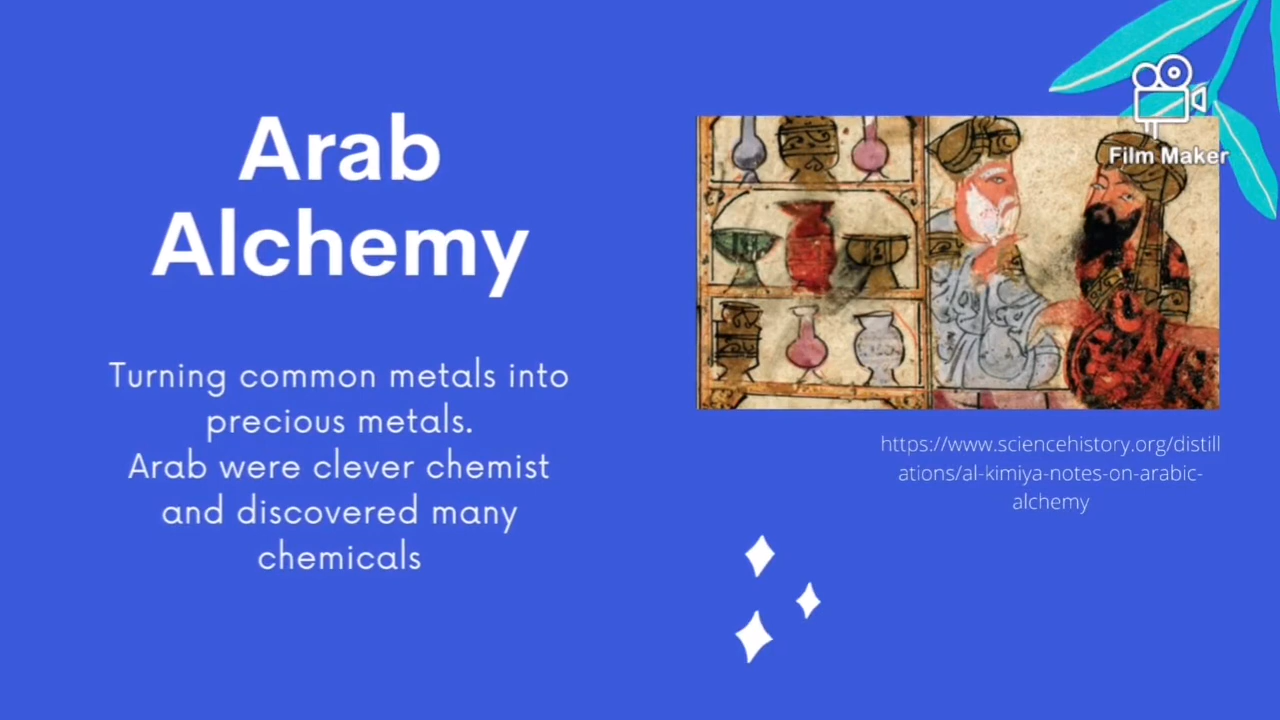 Arab
Alchemy
Turning common metals into
precious metals.
Arab were clever chemist
and discovered many
chemicals
Film Maker
https://www.sciencehistory.org/distill
ations/al-kimiya-notes-on-arabic-
alchemy